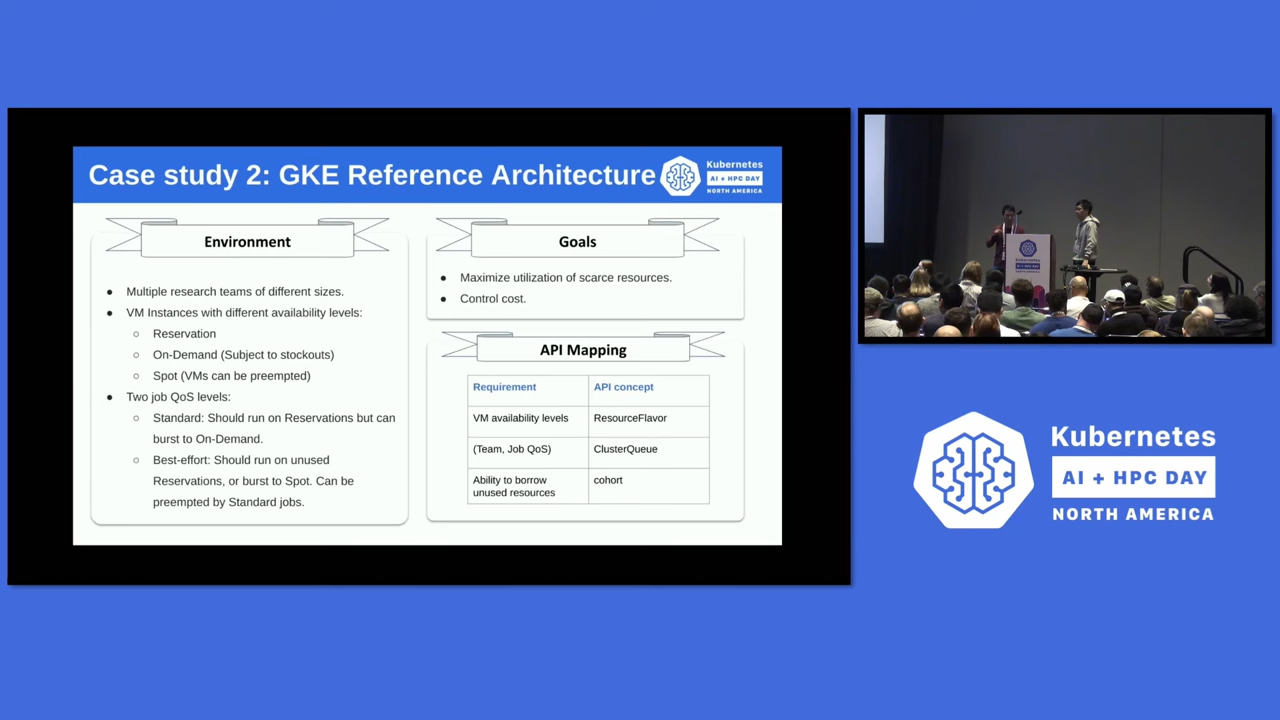 Case study 2: GKE Reference Architecture
Kubernetes
AI + HPC DAY
NORTH AMERICA
Environment
● Multiple research teams of different sizes.
● VM Instances with different availability levels:
○ Reservation
○ On-Demand (Subject to stockouts)
○ Spot (VMs can be preempted)
● Two job QoS levels:
○ Standard: Should run on Reservations but can
burst to On-Demand.
○ Best-effort: Should run on unused
Reservations, or burst to Spot. Can be
preempted by Standard jobs.
Goals
● Maximize utilization of scarce resources.
● Control cost.
API Mapping
Requirement API concept
VM availability levels ResourceFlavor
(Team, Job QoS) ClusterQueue
Ability to borrow cohort
unused resources
Kubernetes
AI + HPC DAY
NORTH AMERICA